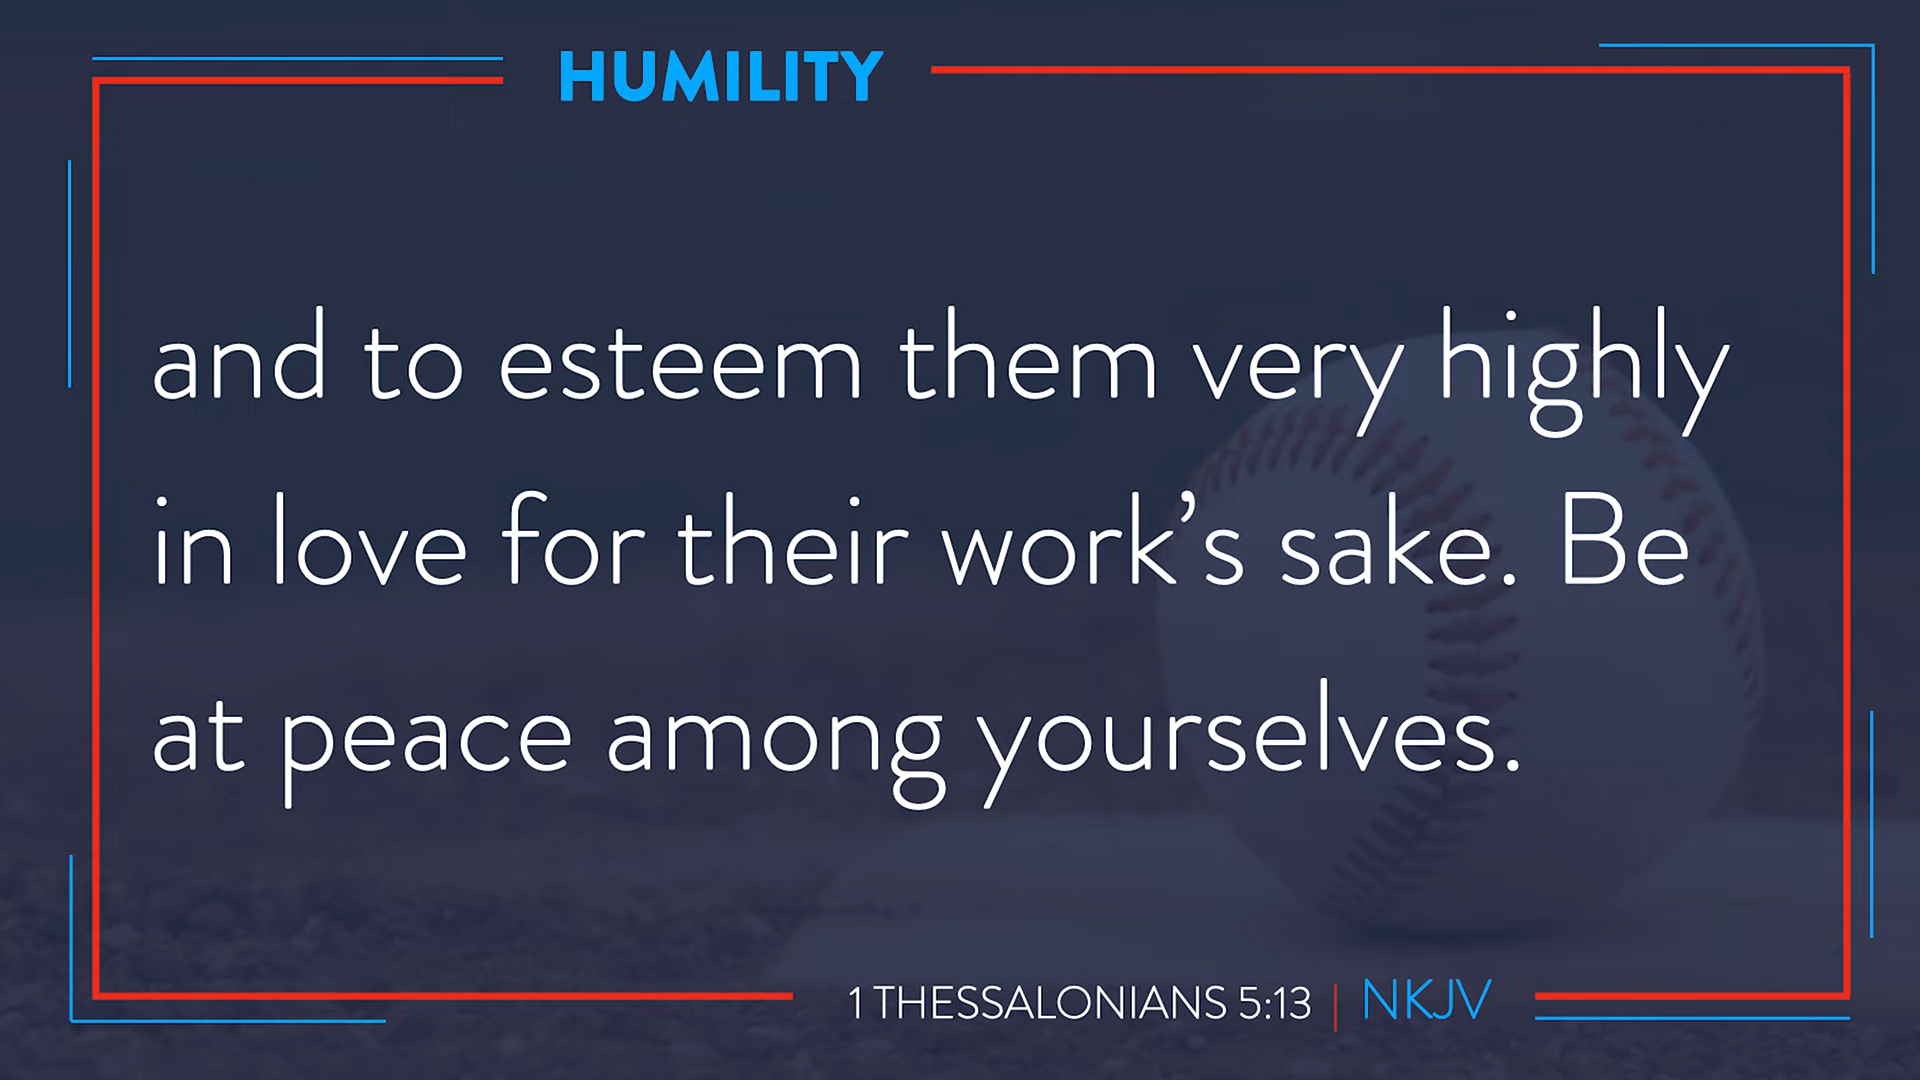 HUMILITY
and to esteem them very highly
in love for their work’s sake. Be
at peace among yourselves.
1 THESSALONIANS 5:13 | NKJV